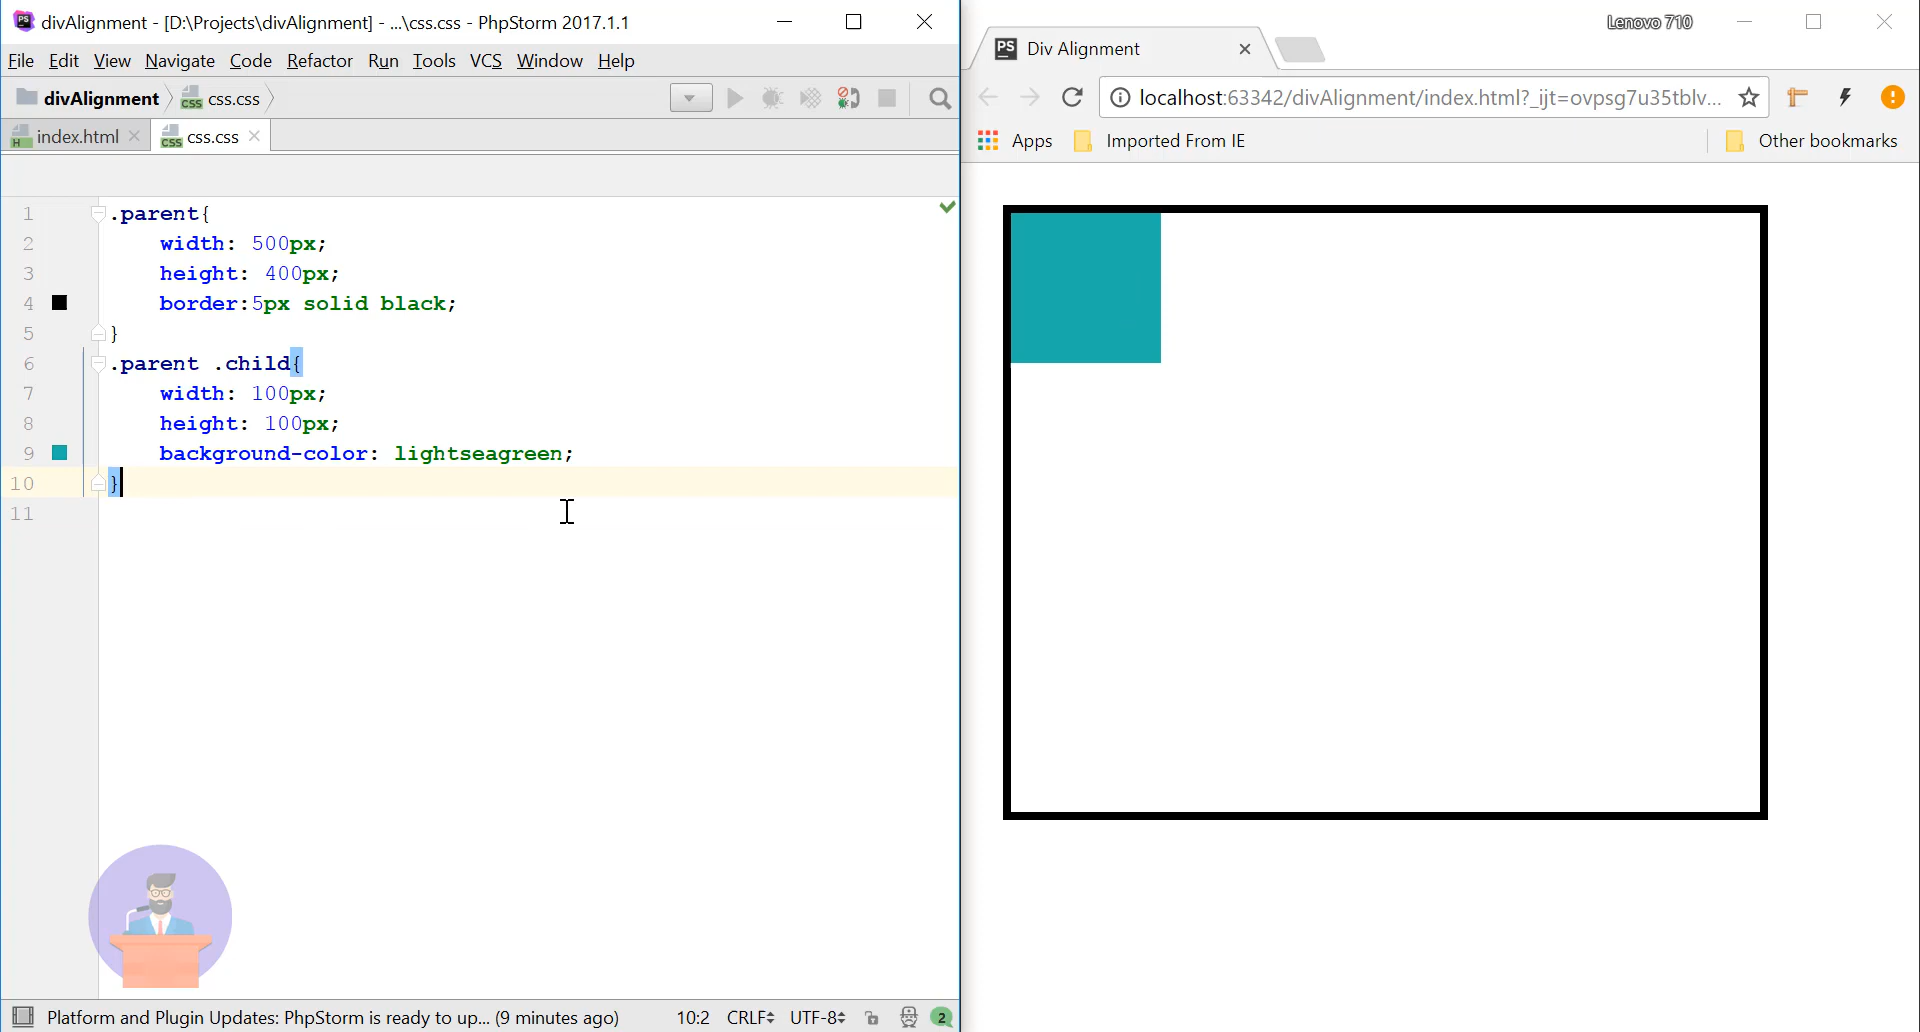 divAlignment - [D:\Projects\divAlignment] - ...\css.css - PhpStorm 2017.1.1
File Edit View Navigate Code Refactor Run Tools VCS Window Help
divAlignment css.css
index.html css.css
1 .parent{
2 width: 500px;
3 height: 400px;
4 border:5px solid black;
5 }
6 .parent .child{
7 width: 100px;
8 height: 100px;
9 background-color: lightseagreen;
10 }
11
Platform and Plugin Updates: PhpStorm is ready to up... (9 minutes ago) 10:2 CRLF UTF-8 2
Lenovo 710
PS Div Alignment
localhost:63342/divAlignment/index.html?_ijt=ovpsg7u35tblv...
Apps Imported From IE Other bookmarks